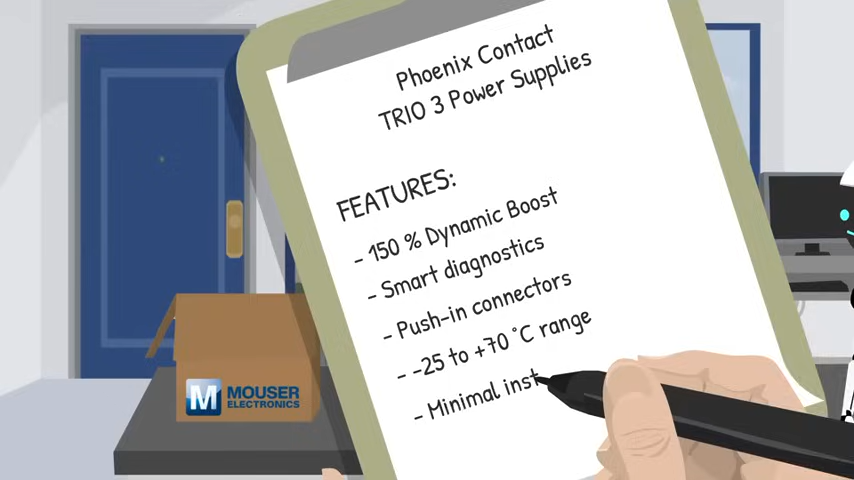 Phoenix Contact
TRIO 3 Power Supplies
FEATURES:
- 150 % Dynamic Boost
- Smart diagnostics
- Push-in connectors
- -25 to +70 °C range
- Minimal inst
M MOUSER
ELECTRONICS